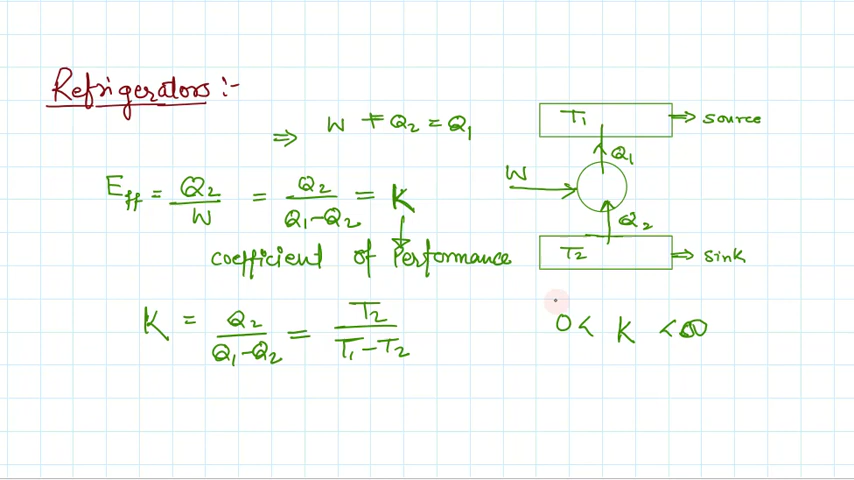 Refrigerators :-
⇒ W + Q₂ = Q₁
T₁ ⇒ source
Q₁
W
Eff = Q₂/W = Q₂/(Q₁-Q₂) = K
Q₂
coefficient of Performance
T₂ ⇒ sink
K = Q₂/(Q₁-Q₂) = T₂/(T₁-T₂)
0 < K < ∞